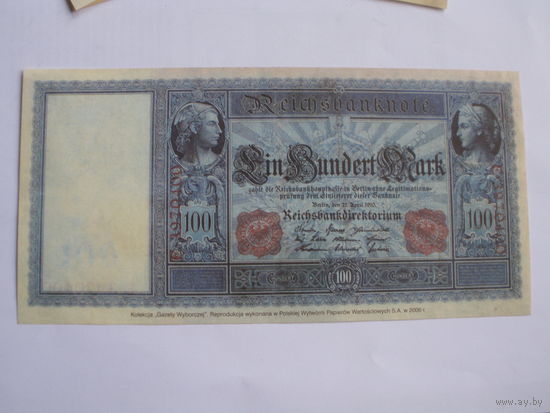 Reichsbanknote
Ein Hundert Mark
zahlt die Reichsbankhauptkasse in Berlin ohne Legitimations-
prüfung dem Einlieferer dieser Banknote
Berlin, den 21. April 1910.
Reichsbankdirektorium
100
100
100
Kolekcja „Gazety Wyborczej”. Reprodukcja wykonana w Polskiej Wytwórni Papierów Wartościowych S.A. w 2006 r.
www.ay.by